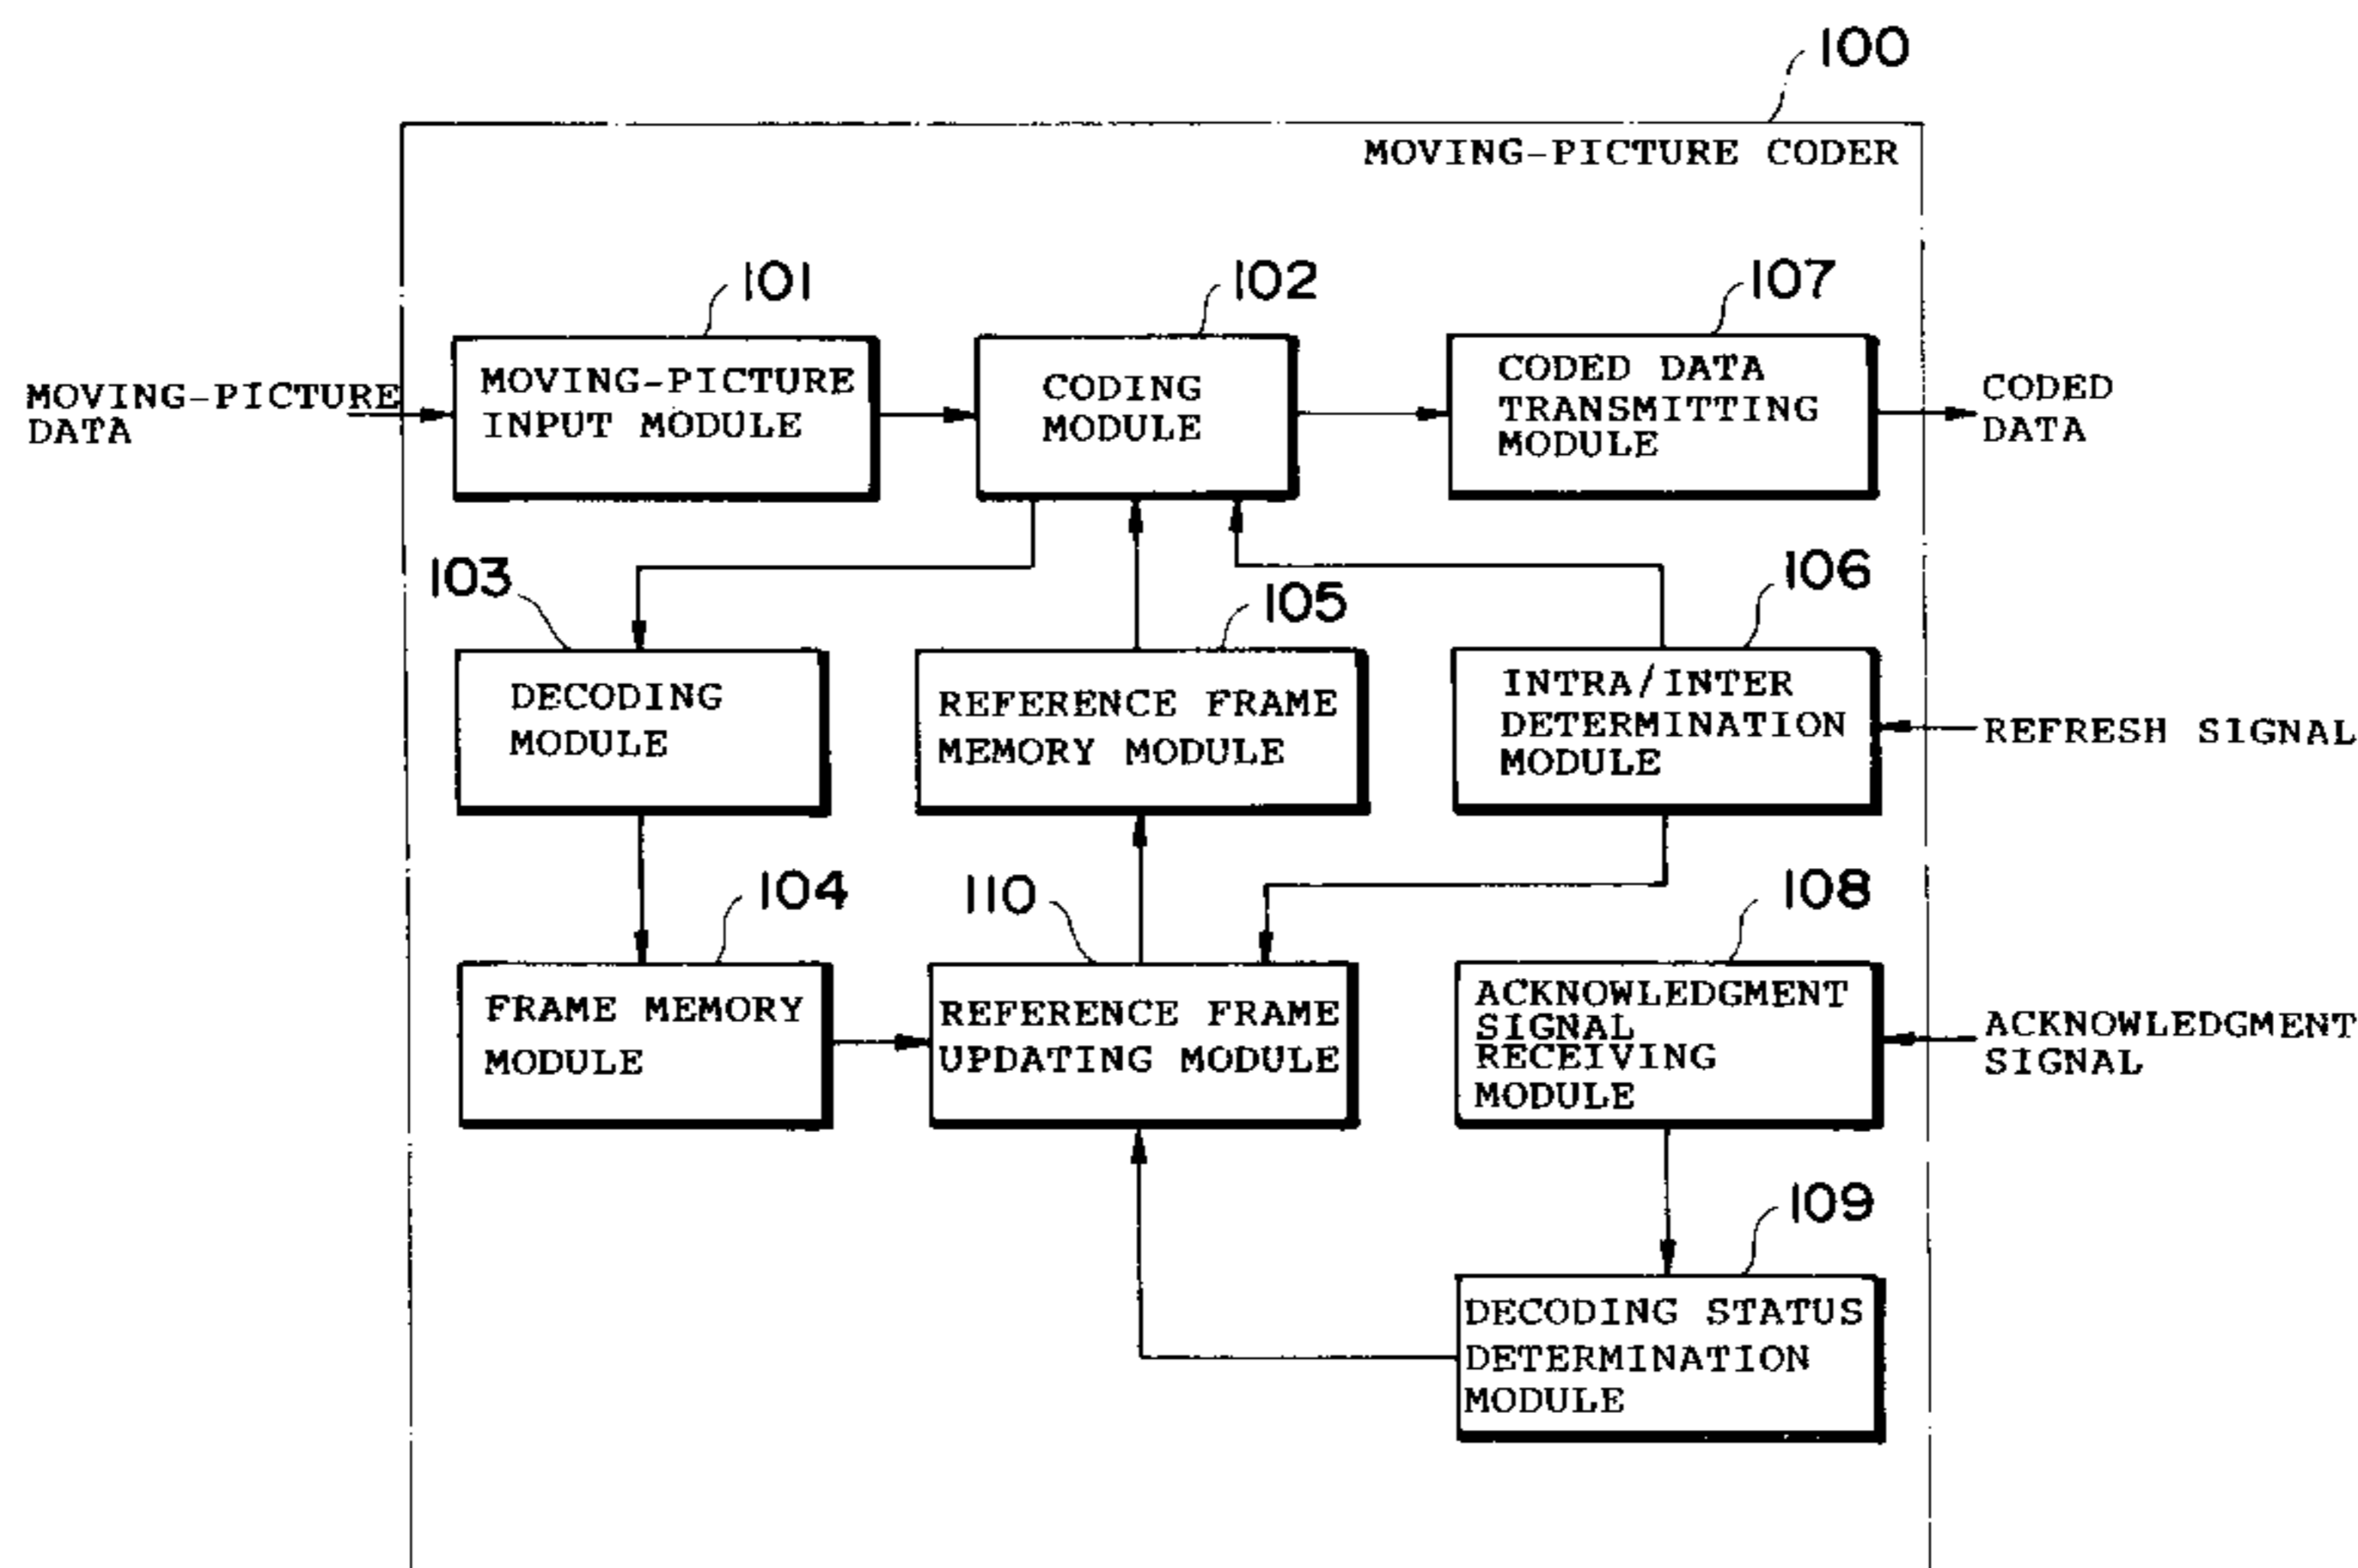 100
MOVING-PICTURE CODER
101
102
107
MOVING-PICTURE
DATA
MOVING-PICTURE
INPUT MODULE
CODING
MODULE
CODED DATA
TRANSMITTING
MODULE
CODED
DATA
103
105
106
DECODING
MODULE
REFERENCE FRAME
MEMORY MODULE
INTRA/INTER
DETERMINATION
MODULE
REFRESH SIGNAL
104
110
108
FRAME MEMORY
MODULE
REFERENCE FRAME
UPDATING MODULE
ACKNOWLEDGMENT
SIGNAL
RECEIVING
MODULE
ACKNOWLEDGMENT
SIGNAL
109
DECODING STATUS
DETERMINATION
MODULE